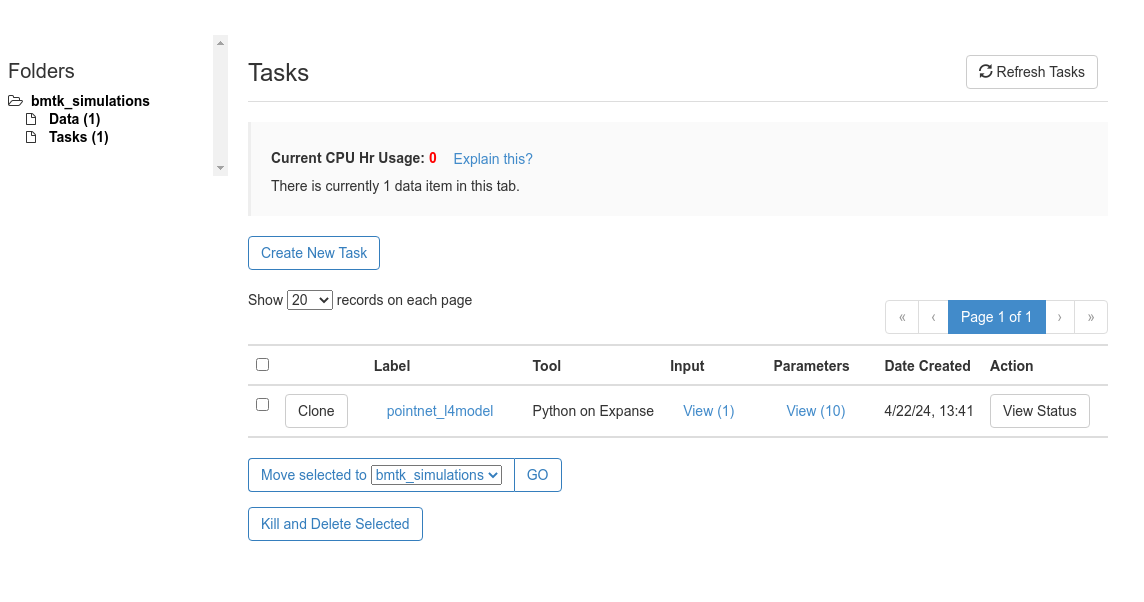 Folders
bmtk_simulations
Data (1)
Tasks (1)
Tasks
Refresh Tasks
Current CPU Hr Usage: 0 Explain this?
There is currently 1 data item in this tab.
Create New Task
Show 20 records on each page
« ‹ Page 1 of 1 › »
Label Tool Input Parameters Date Created Action
Clone pointnet_l4model Python on Expanse View (1) View (10) 4/22/24, 13:41 View Status
Move selected to bmtk_simulations GO
Kill and Delete Selected